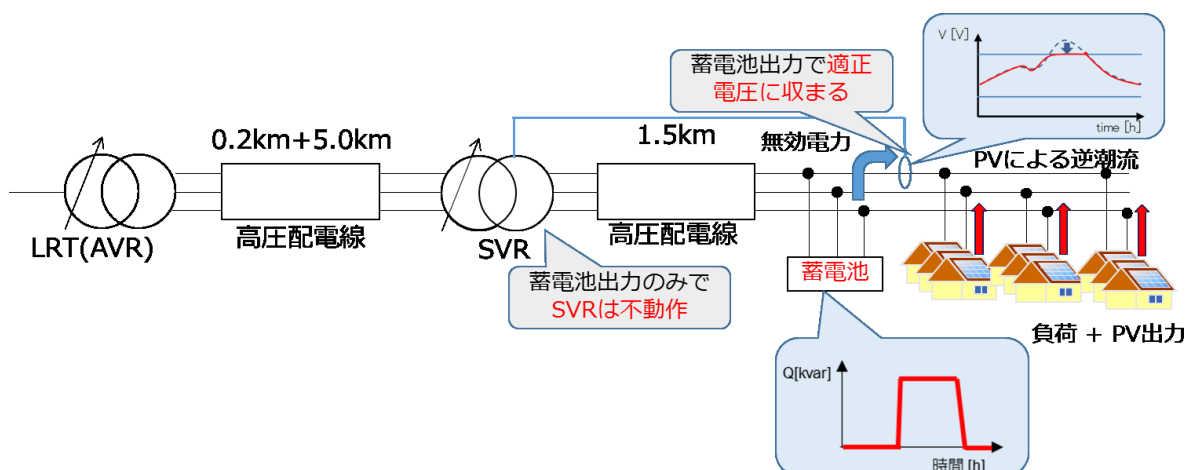 V [V]
time [h]
蓄電池出力で適正
電圧に収まる
0.2km+5.0km
1.5km
無効電力
PVによる逆潮流
LRT(AVR)
高圧配電線
SVR
高圧配電線
蓄電池
蓄電池出力のみで
SVRは不動作
負荷 + PV出力
Q[kvar]
時間 [h]